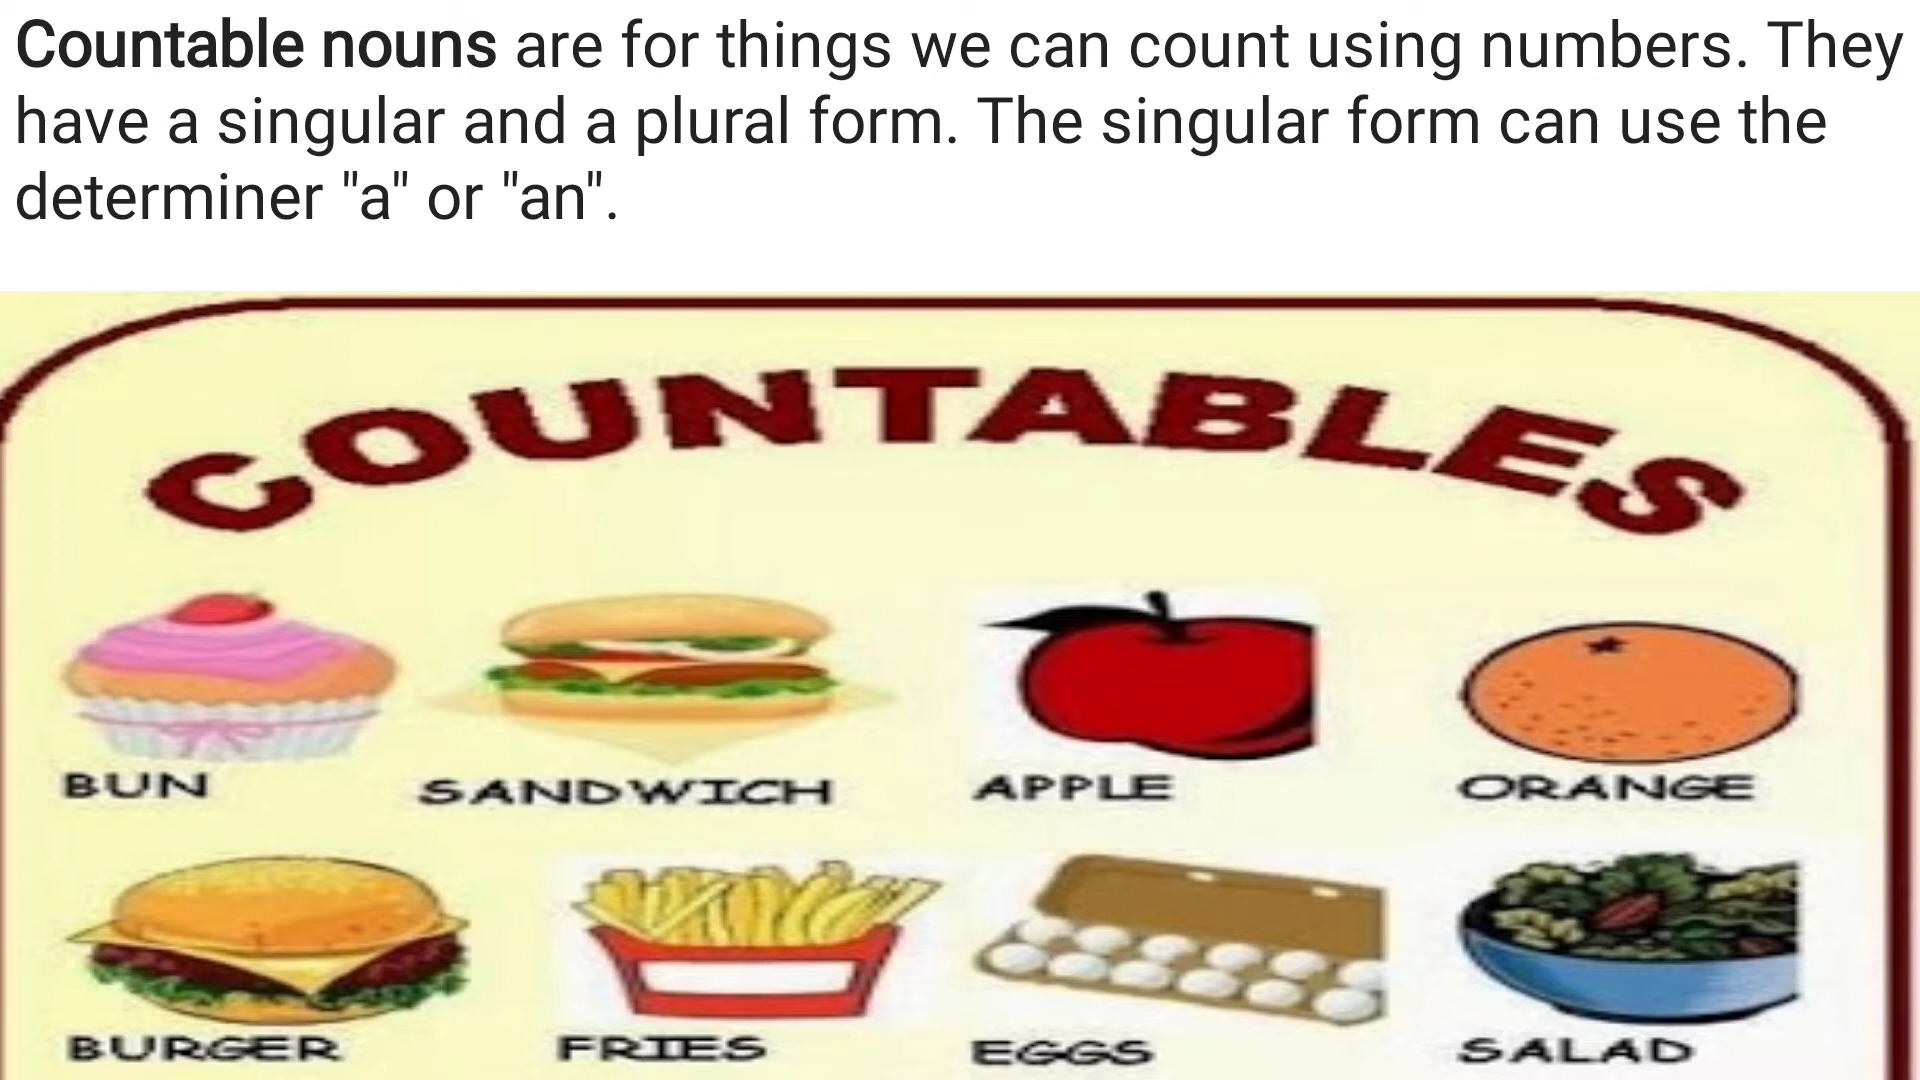 Countable nouns are for things we can count using numbers. They
have a singular and a plural form. The singular form can use the
determiner "a" or "an".
COUNTABLES
BUN SANDWICH APPLE ORANGE
BURGER FRIES EGGS SALAD